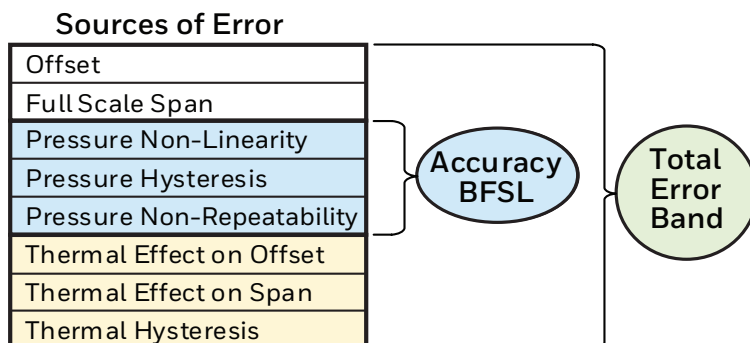 Sources of Error
Offset
Full Scale Span
Pressure Non-Linearity
Pressure Hysteresis
Pressure Non-Repeatability
Thermal Effect on Offset
Thermal Effect on Span
Thermal Hysteresis
Accuracy
BFSL
Total
Error
Band